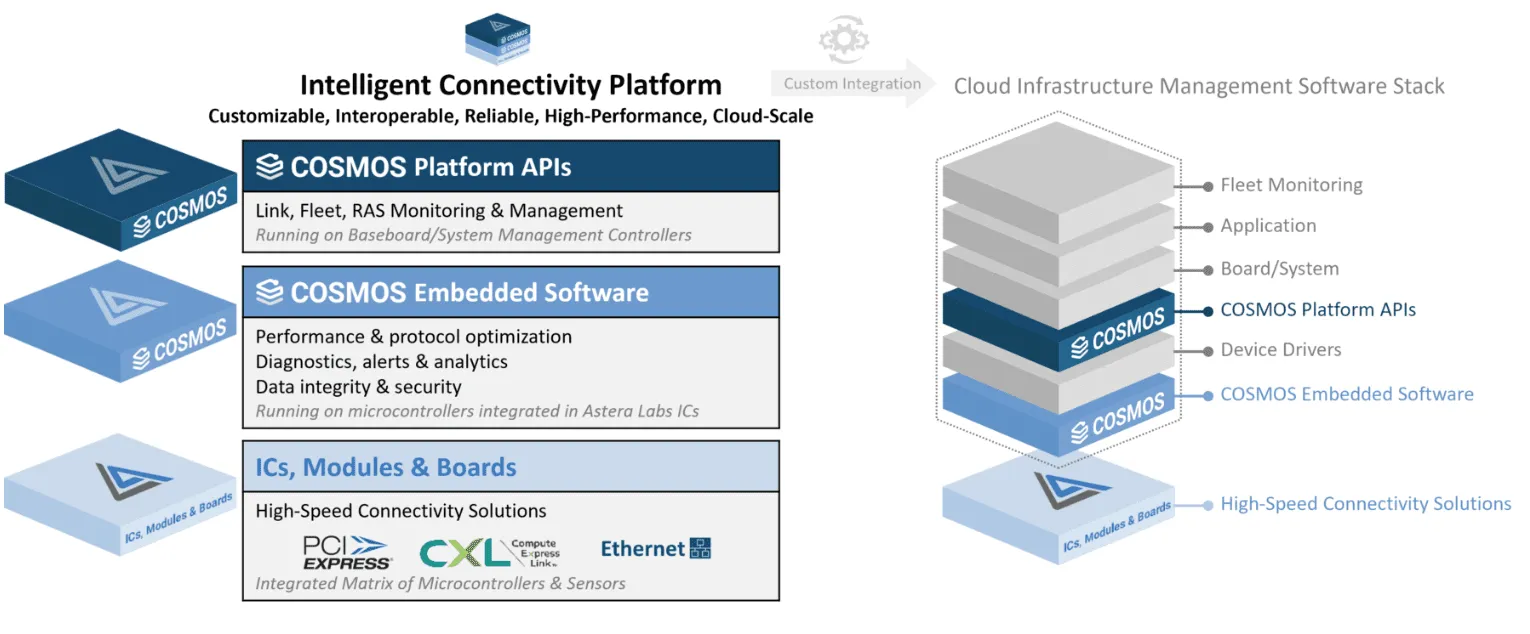 COSMOS
COSMOS
Intelligent Connectivity Platform
Customizable, Interoperable, Reliable, High-Performance, Cloud-Scale
COSMOS
COSMOS Platform APIs
Link, Fleet, RAS Monitoring & Management
Running on Baseboard/System Management Controllers
COSMOS
COSMOS Embedded Software
Performance & protocol optimization
Diagnostics, alerts & analytics
Data integrity & security
Running on microcontrollers integrated in Astera Labs ICs
ICs, Modules & Boards
ICs, Modules & Boards
High-Speed Connectivity Solutions
PCI
EXPRESS®
CXL
Compute
Express
Link™
Ethernet
Integrated Matrix of Microcontrollers & Sensors
Custom Integration
Cloud Infrastructure Management Software Stack
Fleet Monitoring
Application
Board/System
COSMOS
COSMOS Platform APIs
Device Drivers
COSMOS
COSMOS Embedded Software
ICs, Modules & Boards
High-Speed Connectivity Solutions